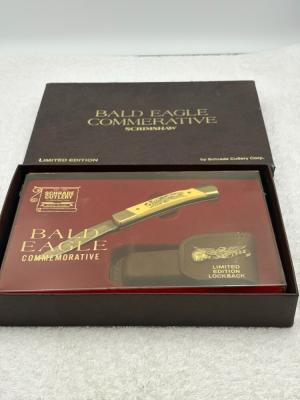 BALD EAGLE
COMMERATIVE
SCRIMSHAW
LIMITED EDITION
by Schrade Cutlery Corp.
SCHRADE
CUTLERY
BALD
EAGLE
COMMEMORATIVE
LIMITED
EDITION
LOCKBACK